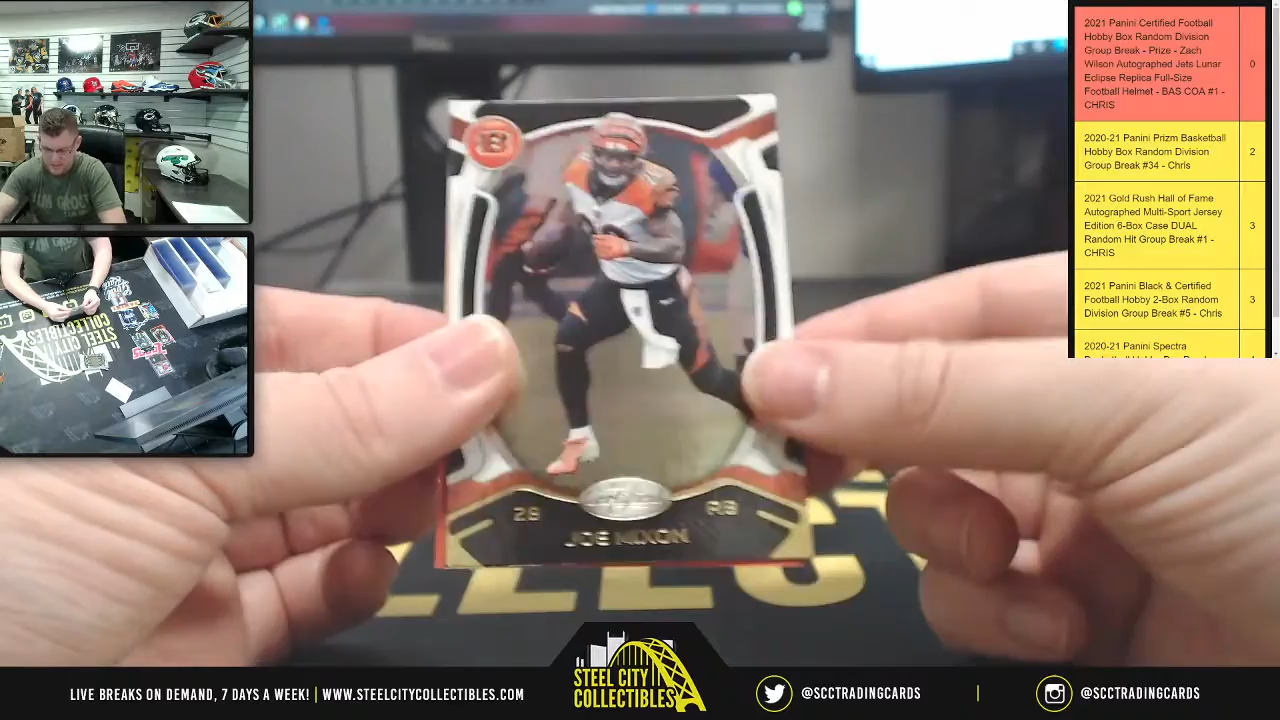 2021 Panini Certified Football
Hobby Box Random Division
Group Break - Prize - Zach
Wilson Autographed Jets Lunar
Eclipse Replica Full-Size
Football Helmet - BAS COA #1 -
CHRIS
0
2020-21 Panini Prizm Basketball
Hobby Box Random Division
Group Break #34 - Chris
2
2021 Gold Rush Hall of Fame
Autographed Multi-Sport Jersey
Edition 6-Box Case DUAL
Random Hit Group Break #1 -
CHRIS
3
2021 Panini Black & Certified
Football Hobby 2-Box Random
Division Group Break #5 - Chris
3
2020-21 Panini Spectra
B
28
RB
JOE MIXON
STEEL CITY
COLLECTIBLES
LIVE BREAKS ON DEMAND, 7 DAYS A WEEK! | WWW.STEELCITYCOLLECTIBLES.COM
STEEL CITY
COLLECTIBLES
@SCCTRADINGCARDS
|
@SCCTRADINGCARDS